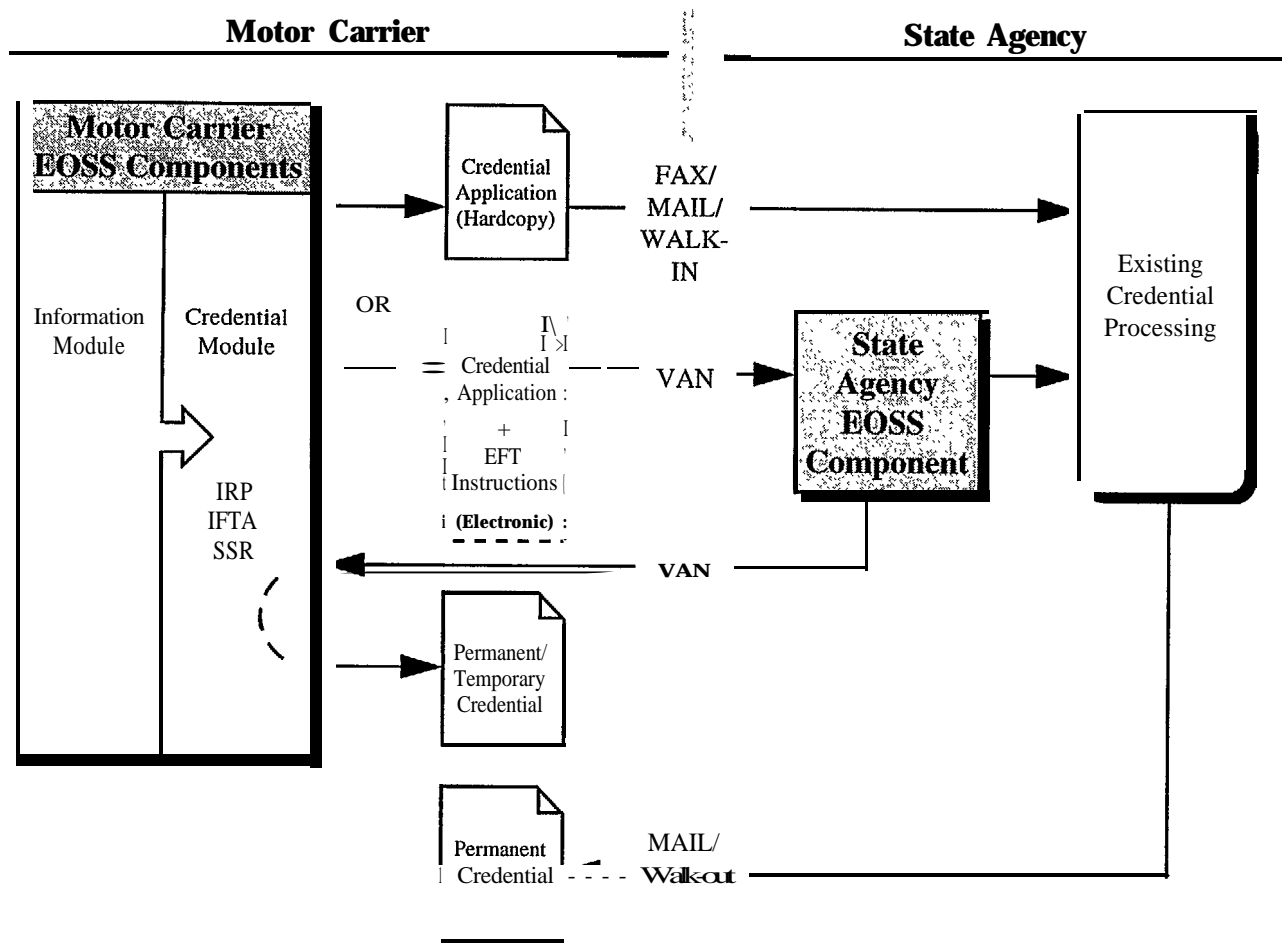 Motor Carrier
State Agency
Motor Carrier
EOSS Components
Information
Module
Credential
Module
IRP
IFTA
SSR
Credential
Application
(Hardcopy)
FAX/
MAIL/
WALK-
IN
OR
Credential
Application
+
EFT
Instructions
(Electronic)
VAN
State
Agency
EOSS
Component
Existing
Credential
Processing
VAN
Permanent/
Temporary
Credential
Permanent
Credential
MAIL/
Walk-out